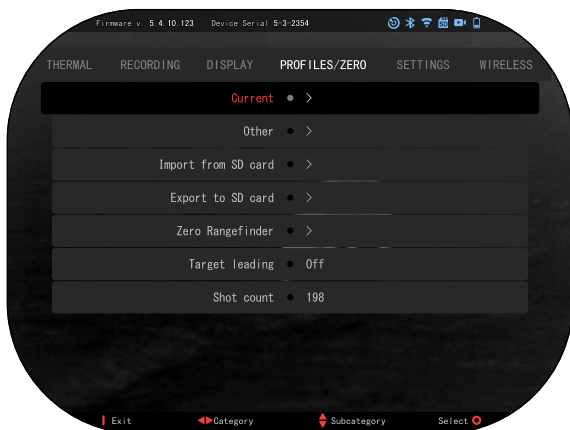 Firmware v. 5.4.10.123 Device Serial 5-3-2354
THERMAL RECORDING DISPLAY PROFILES/ZERO SETTINGS WIRELESS
Current >
Other >
Import from SD card >
Export to SD card >
Zero Rangefinder >
Target leading Off
Shot count 198
Exit Category Subcategory Select